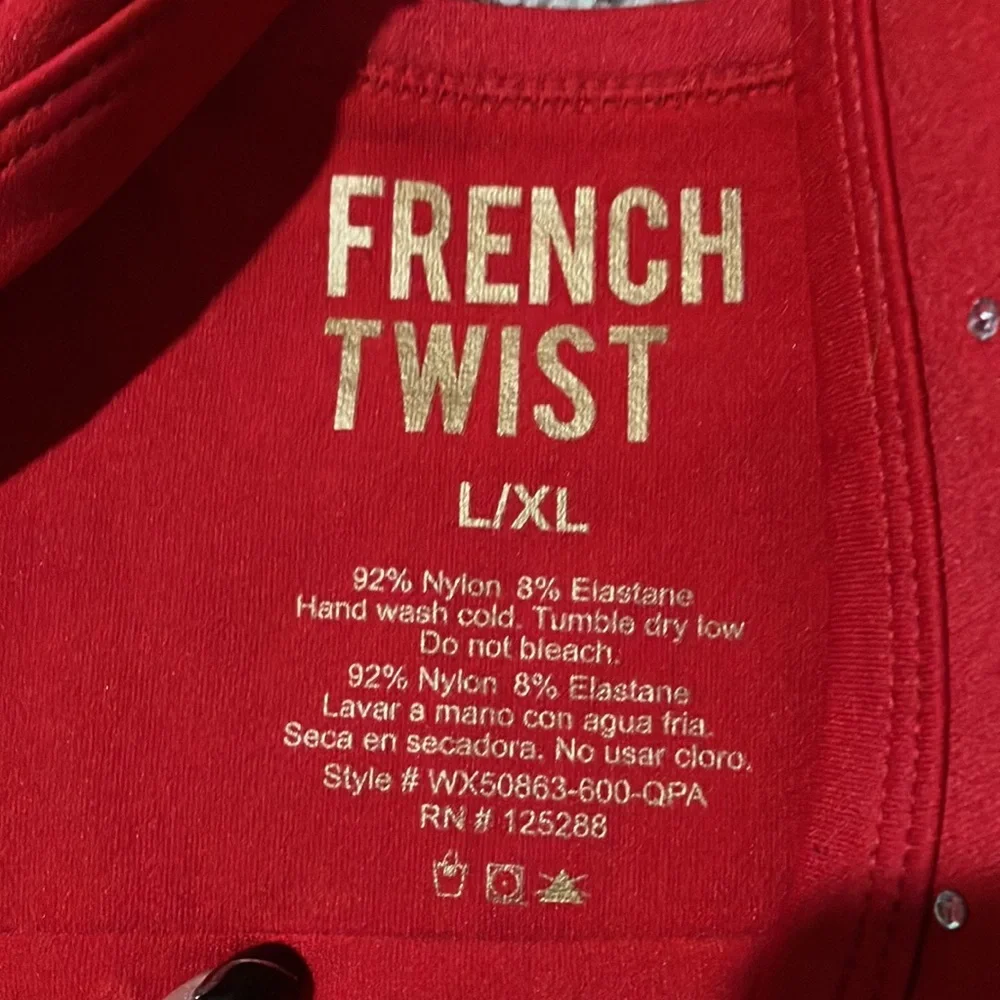 FRENCH
TWIST
L/XL
92% Nylon 8% Elastane
Hand wash cold. Tumble dry low
Do not bleach.
92% Nylon 8% Elastane
Lavar a mano con agua fria.
Seca en secadora. No usar cloro.
Style # WX50863-600-QPA
RN # 125288